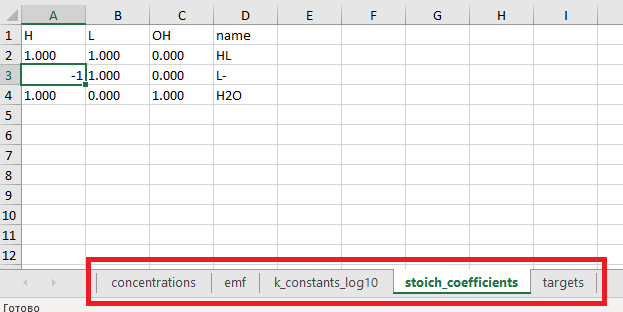 A B C D E F G H I
1 H L OH name
2 1.000 1.000 0.000 HL
3 -1 1.000 0.000 L-
4 1.000 0.000 1.000 H2O
5
6
7
8
9
10
11
12
concentrations emf k_constants_log10 stoich_coefficients targets
Готово